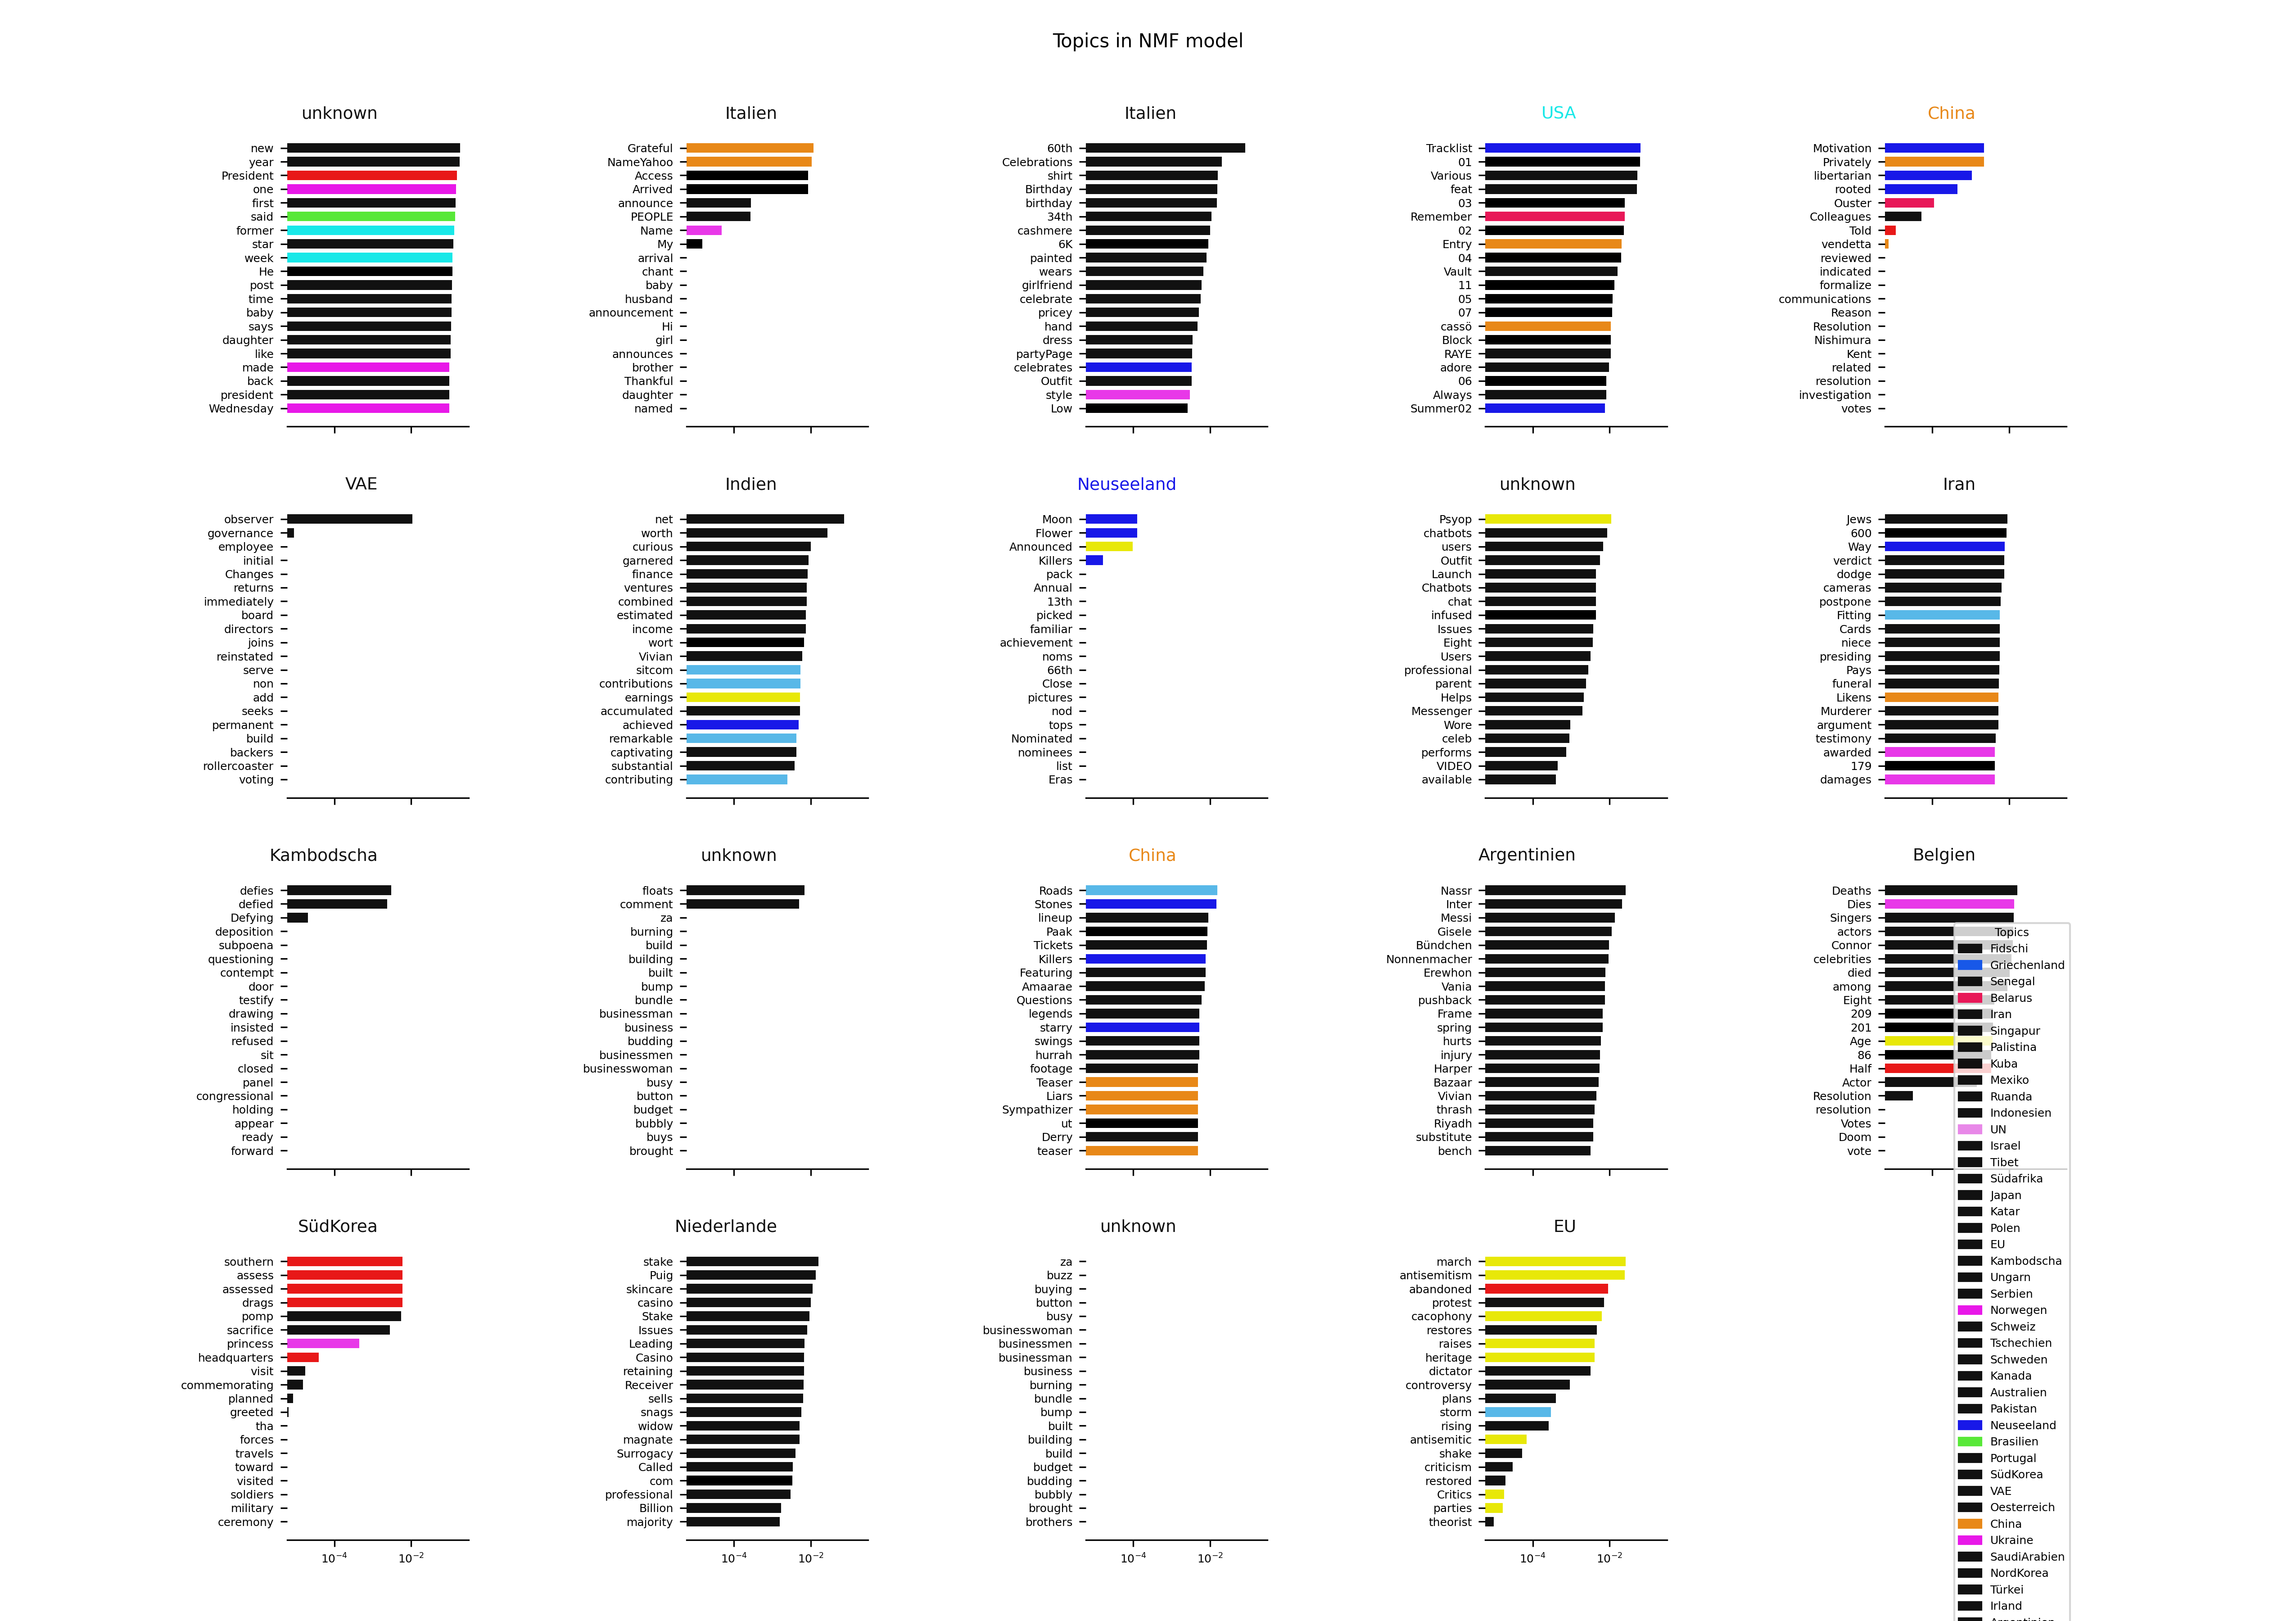 Topics in NMF model
unknown
new
year
President
one
first
said
former
star
week
He
post
time
baby
says
daughter
like
made
back
president
Wednesday
Italien
Grateful
NameYahoo
Access
Arrived
announce
PEOPLE
Name
My
arrival
chant
baby
husband
announcement
Hi
girl
announces
brother
Thankful
daughter
named
Italien
60th
Celebrations
shirt
Birthday
birthday
34th
cashmere
6K
painted
wears
girlfriend
celebrate
pricey
hand
dress
partyPage
celebrates
Outfit
style
Low
USA
Tracklist
01
Various
feat
03
Remember
02
Entry
04
Vault
11
05
07
cassö
Block
RAYE
adore
06
Always
Summer02
China
Motivation
Privately
libertarian
rooted
Ouster
Colleagues
Told
vendetta
reviewed
indicated
formalize
communications
Reason
Resolution
Nishimura
Kent
related
resolution
investigation
votes
VAE
observer
governance
employee
initial
Changes
returns
immediately
board
directors
joins
reinstated
serve
non
add
seeks
permanent
build
backers
rollercoaster
voting
Indien
net
worth
curious
garnered
finance
ventures
combined
estimated
income
wort
Vivian
sitcom
contributions
earnings
accumulated
achieved
remarkable
captivating
substantial
contributing
Neuseeland
Moon
Flower
Announced
Killers
pack
Annual
13th
picked
familiar
achievement
noms
66th
Close
pictures
nod
tops
Nominated
nominees
list
Eras
unknown
Psyop
chatbots
users
Outfit
Launch
Chatbots
chat
infused
Issues
Eight
Users
professional
parent
Helps
Messenger
Wore
celeb
performs
VIDEO
available
Iran
Jews
600
Way
verdict
dodge
cameras
postpone
Fitting
Cards
niece
presiding
Pays
funeral
Likens
Murderer
argument
testimony
awarded
179
damages
Kambodscha
defies
defied
Defying
deposition
subpoena
questioning
contempt
door
testify
drawing
insisted
refused
sit
closed
panel
congressional
holding
appear
ready
forward
unknown
floats
comment
za
burning
build
building
built
bump
bundle
businessman
business
budding
businessmen
businesswoman
busy
button
budget
bubbly
buys
brought
China
Roads
Stones
lineup
Paak
Tickets
Killers
Featuring
Amaarae
Questions
legends
starry
swings
hurrah
footage
Teaser
Liars
Sympathizer
ut
Derry
teaser
Argentinien
Nassr
Inter
Messi
Gisele
Bündchen
Nonnenmacher
Erewhon
Vania
pushback
Frame
spring
hurts
injury
Harper
Bazaar
Vivian
thrash
Riyadh
substitute
bench
Belgien
Deaths
Dies
Singers
actors
Connor
celebrities
died
among
Eight
209
201
Age
86
Half
Actor
Resolution
resolution
Votes
Doom
vote
SüdKorea
southern
assess
assessed
drags
pomp
sacrifice
princess
headquarters
visit
commemorating
planned
greeted
tha
forces
travels
toward
visited
soldiers
military
ceremony
10⁻⁴ 10⁻²
Niederlande
stake
Puig
skincare
casino
Stake
Issues
Leading
Casino
retaining
Receiver
sells
snags
widow
magnate
Surrogacy
Called
com
professional
Billion
majority
10⁻⁴ 10⁻²
unknown
za
buzz
buying
button
busy
businesswoman
businessmen
businessman
business
burning
bundle
bump
built
building
build
budget
budding
bubbly
brought
brothers
10⁻⁴ 10⁻²
EU
march
antisemitism
abandoned
protest
cacophony
restores
raises
heritage
dictator
controversy
plans
storm
rising
antisemitic
shake
criticism
restored
Critics
parties
theorist
10⁻⁴ 10⁻²
Topics
Fidschi
Griechenland
Senegal
Belarus
Iran
Singapur
Palistina
Kuba
Mexiko
Ruanda
Indonesien
UN
Israel
Tibet
Südafrika
Japan
Katar
Polen
EU
Kambodscha
Ungarn
Serbien
Norwegen
Schweiz
Tschechien
Schweden
Kanada
Australien
Pakistan
Neuseeland
Brasilien
Portugal
SüdKorea
VAE
Oesterreich
China
Ukraine
SaudiArabien
NordKorea
Türkei
Irland